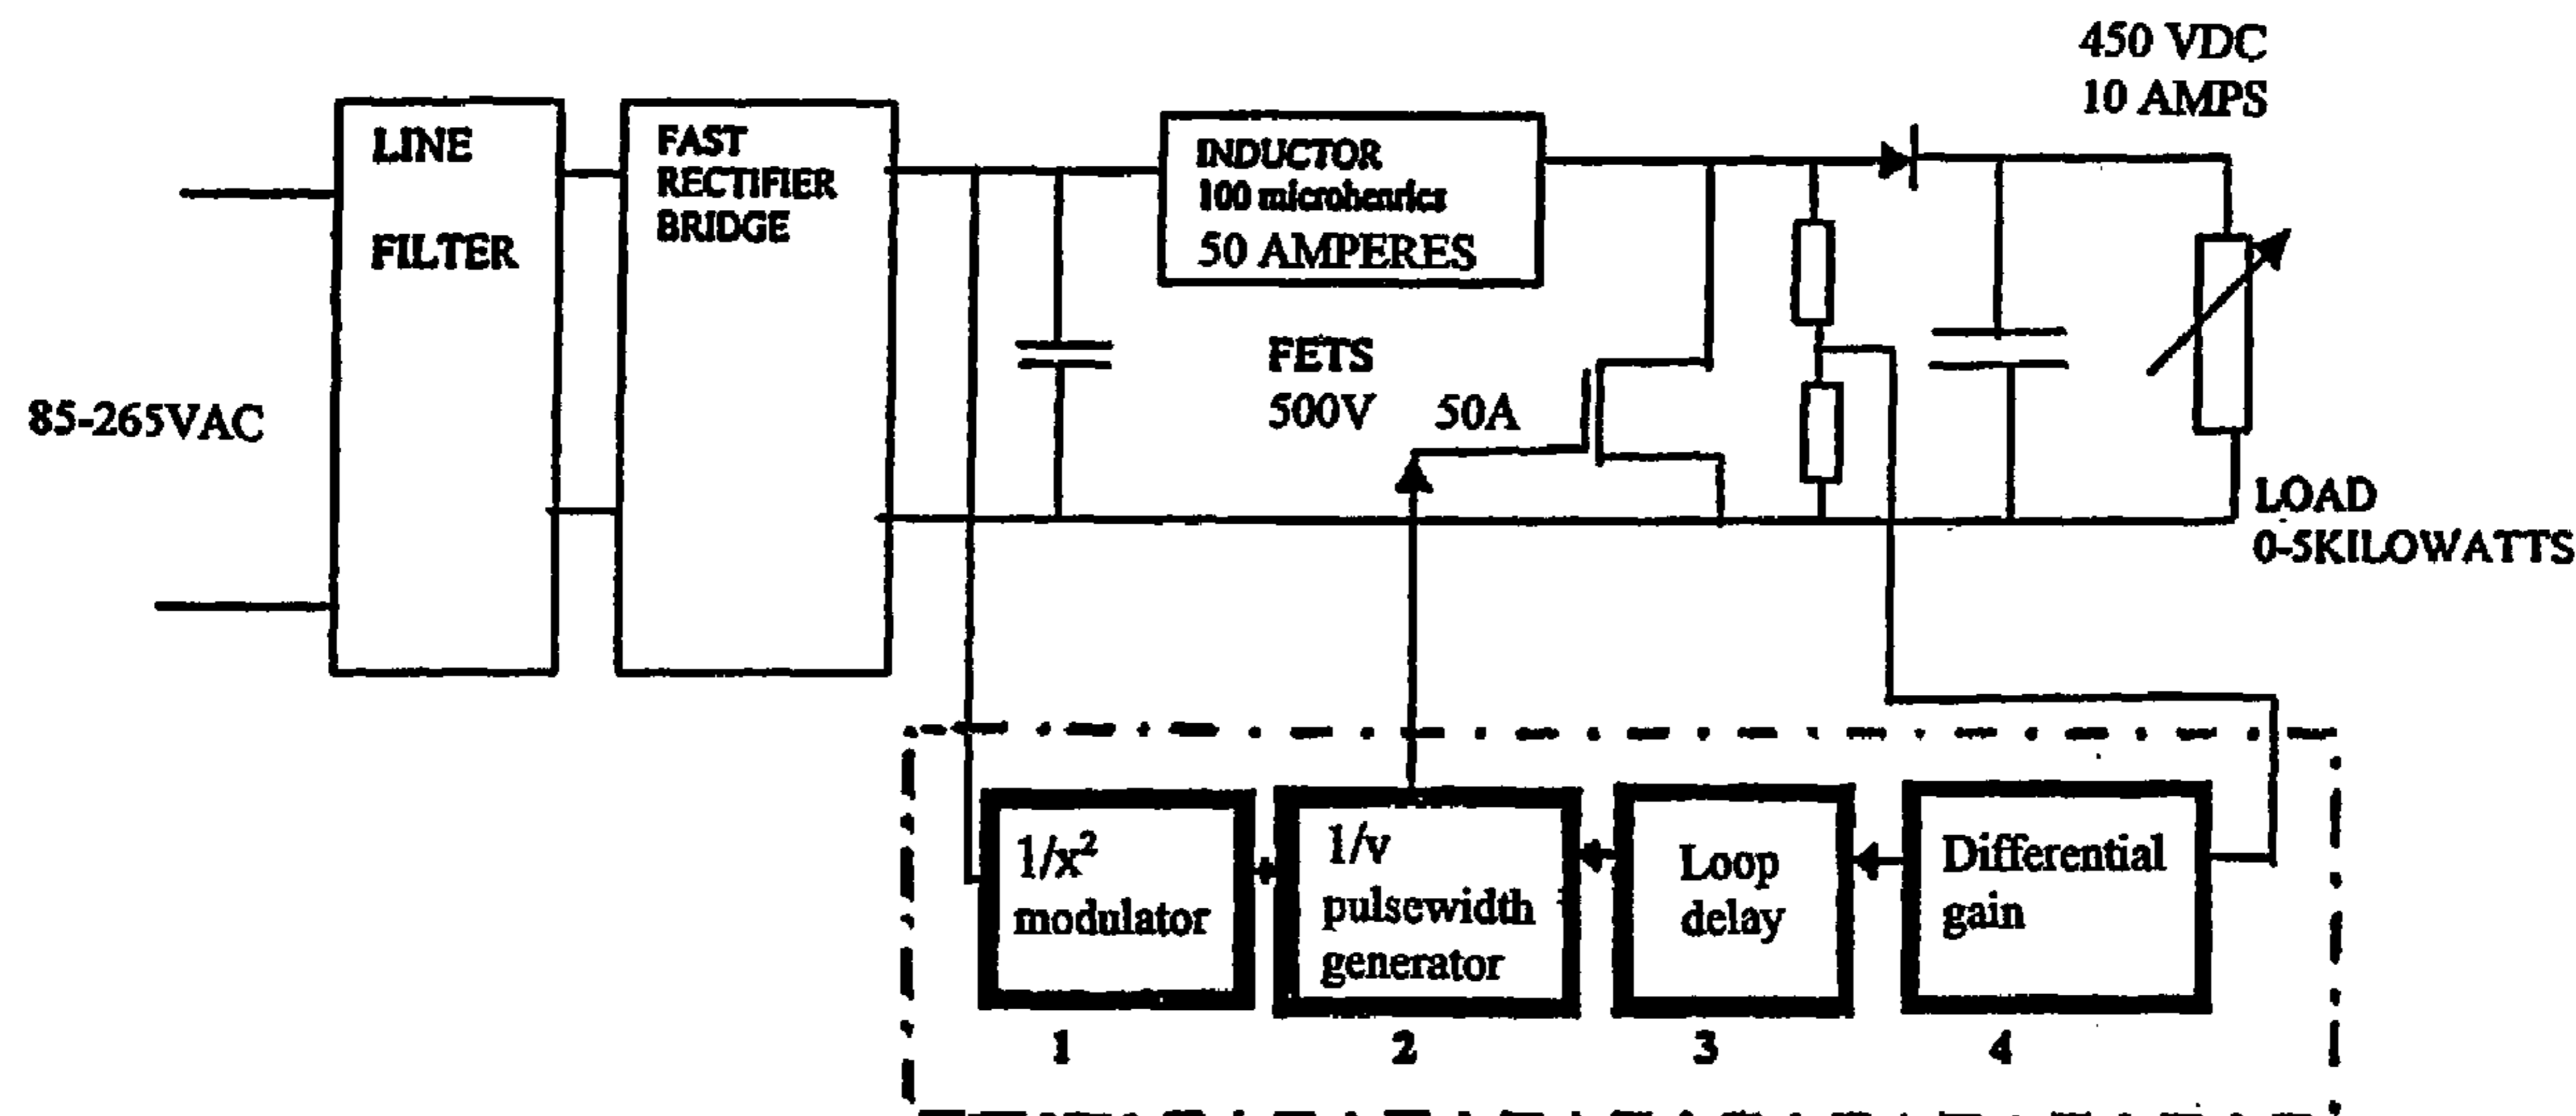 450 VDC
10 AMPS
LINE
FILTER
FAST
RECTIFIER
BRIDGE
INDUCTOR
100 microhenries
50 AMPERES
85-265VAC
FETS
500V 50A
LOAD
0-5KILOWATTS
1/x²
modulator
1/v
pulsewidth
generator
Loop
delay
Differential
gain
1 2 3 4